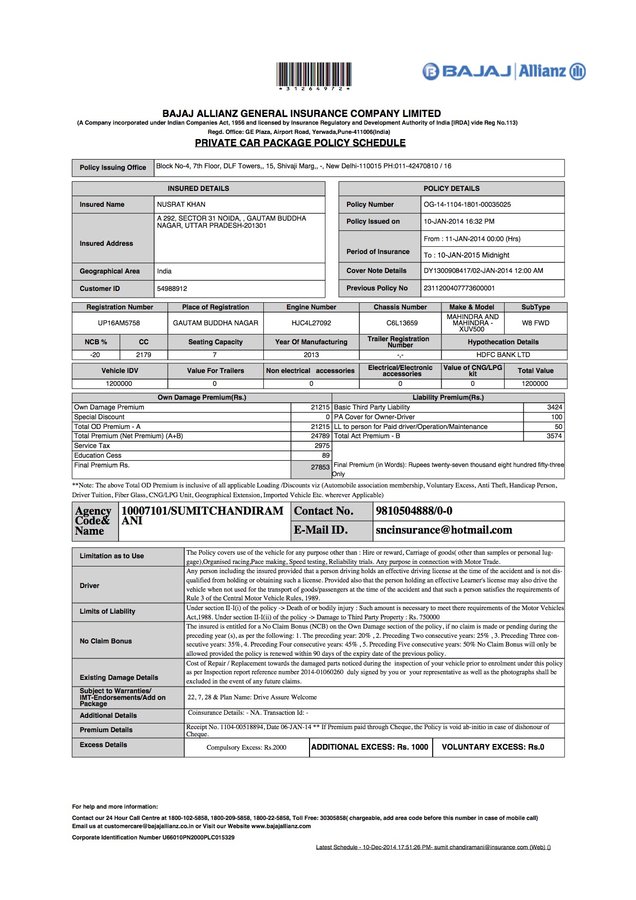 *31264972*
BAJAJ | Allianz
BAJAJ ALLIANZ GENERAL INSURANCE COMPANY LIMITED
(A Company incorporated under Indian Companies Act, 1956 and licensed by Insurance Regulatory and Development Authority of India [IRDA] vide Reg No.113)
Regd. Office: GE Plaza, Airport Road, Yerwada,Pune-411006(India)
PRIVATE CAR PACKAGE POLICY SCHEDULE
Policy Issuing Office Block No-4, 7th Floor, DLF Towers,, 15, Shivaji Marg,, -, New Delhi-110015 PH:011-42470810 / 16
INSURED DETAILS
Insured Name NUSRAT KHAN
Insured Address A 292, SECTOR 31 NOIDA, , GAUTAM BUDDHA
NAGAR, UTTAR PRADESH-201301
Geographical Area India
Customer ID 54988912
POLICY DETAILS
Policy Number OG-14-1104-1801-00035025
Policy Issued on 10-JAN-2014 16:32 PM
Period of Insurance From : 11-JAN-2014 00:00 (Hrs)
To : 10-JAN-2015 Midnight
Cover Note Details DY1300908417/02-JAN-2014 12:00 AM
Previous Policy No 2311200407773600001
Registration Number Place of Registration Engine Number Chassis Number Make & Model SubType
UP16AM5758 GAUTAM BUDDHA NAGAR HJC4L27092 C6L13659 MAHINDRA AND MAHINDRA - XUV500 W8 FWD
NCB % CC Seating Capacity Year Of Manufacturing Trailer Registration Number Hypothecation Details
-20 2179 7 2013 -,- HDFC BANK LTD
Vehicle IDV Value For Trailers Non electrical accessories Electrical/Electronic accessories Value of CNG/LPG kit Total Value
1200000 0 0 0 0 1200000
Own Damage Premium(Rs.) Liability Premium(Rs.)
Own Damage Premium 21215 Basic Third Party Liability 3424
Special Discount 0 PA Cover for Owner-Driver 100
Total OD Premium - A 21215 LL to person for Paid driver/Operation/Maintenance 50
Total Premium (Net Premium) (A+B) 24789 Total Act Premium - B 3574
Service Tax 2975
Education Cess 89
Final Premium Rs. 27853 Final Premium (in Words): Rupees twenty-seven thousand eight hundred fifty-three
Only
**Note: The above Total OD Premium is inclusive of all applicable Loading /Discounts viz (Automobile association membership, Voluntary Excess, Anti Theft, Handicap Person,
Driver Tuition, Fiber Glass, CNG/LPG Unit, Geographical Extension, Imported Vehicle Etc. wherever Applicable)
Agency Code& Name 10007101/SUMITCHANDIRAM
ANI
Contact No. 9810504888/0-0
E-Mail ID. sncinsurance@hotmail.com
Limitation as to Use The Policy covers use of the vehicle for any purpose other than : Hire or reward, Carriage of goods( other than samples or personal lug-
gage),Organised racing,Pace making, Speed testing, Reliability trials. Any purpose in connection with Motor Trade.
Driver Any person including the insured provided that a person driving holds an effective driving license at the time of the accident and is not dis-
qualified from holding or obtaining such a license. Provided also that the person holding an effective Learner's license may also drive the
vehicle when not used for the transport of goods/passengers at the time of the accident and that such a person satisfies the requirements of
Rule 3 of the Central Motor Vehicle Rules, 1989.
Limits of Liability Under section II-I(i) of the policy -> Death of or bodily injury : Such amount is necessary to meet there requirements of the Motor Vehicles
Act,1988. Under section II-I(ii) of the policy -> Damage to Third Party Property : Rs. 750000
No Claim Bonus The insured is entitled for a No Claim Bonus (NCB) on the Own Damage section of the policy, if no claim is made or pending during the
preceding year (s), as per the following: 1. The preceding year: 20% , 2. Preceding Two consecutive years: 25% , 3. Preceding Three con-
secutive years: 35% , 4. Preceding Four consecutive years: 45% , 5. Preceding Five consecutive years: 50% No Claim Bonus will only be
allowed provided the policy is renewed within 90 days of the expiry date of the previous policy.
Existing Damage Details Cost of Repair / Replacement towards the damaged parts noticed during the inspection of your vehicle prior to enrolment under this policy
as per Inspection report reference number 2014-01060260 duly signed by you or your representative as well as the photographs shall be
excluded in the event of any future claims.
Subject to Warranties/ IMT-Endorsements/Add on Package 22, 7, 28 & Plan Name: Drive Assure Welcome
Additional Details Coinsurance Details: - NA. Transaction Id: -
Premium Details Receipt No. 1104-00518894, Date 06-JAN-14 ** If Premium paid through Cheque, the Policy is void ab-initio in case of dishonour of
Cheque.
Excess Details Compulsory Excess: Rs.2000 ADDITIONAL EXCESS: Rs. 1000 VOLUNTARY EXCESS: Rs.0
For help and more information:
Contact our 24 Hour Call Centre at 1800-102-5858, 1800-209-5858, 1800-22-5858, Toll Free: 30305858( chargeable, add area code before this number in case of mobile call)
Email us at customercare@bajajallianz.co.in or Visit our Website www.bajajallianz.com
Corporate Identification Number U66010PN2000PLC015329
Latest Schedule - 10-Dec-2014 17:51:26 PM- sumit chandiramani@insurance com (Web) ()